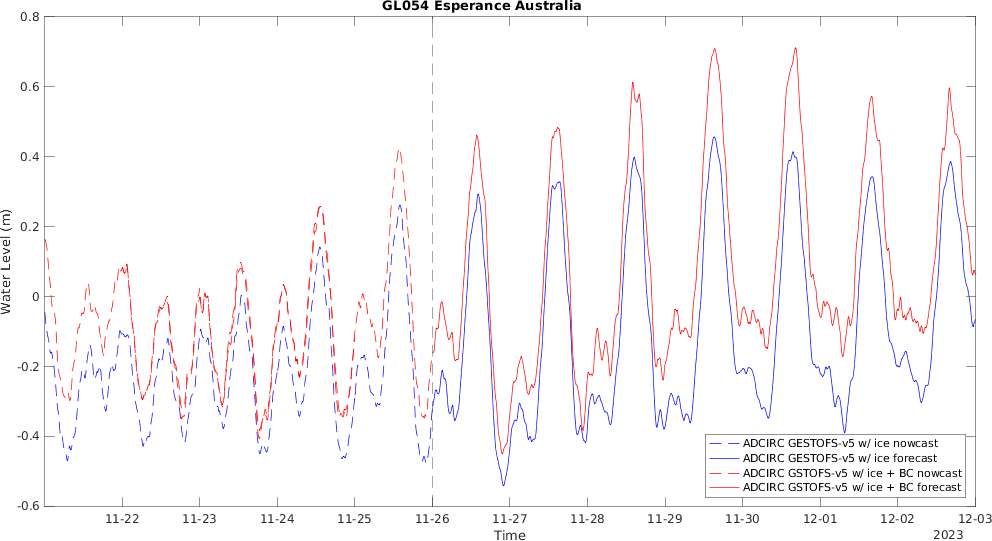 GL054 Esperance Australia
0.8
0.6
0.4
0.2
0
-0.2
-0.4
-0.6
Water Level (m)
ADCIRC GESTOFS-v5 w/ ice nowcast
ADCIRC GESTOFS-v5 w/ ice forecast
ADCIRC GSTOFS-v5 w/ ice + BC nowcast
ADCIRC GSTOFS-v5 w/ ice + BC forecast
11-22 11-23 11-24 11-25 11-26 11-27 11-28 11-29 11-30 12-01 12-02 12-03
Time
2023